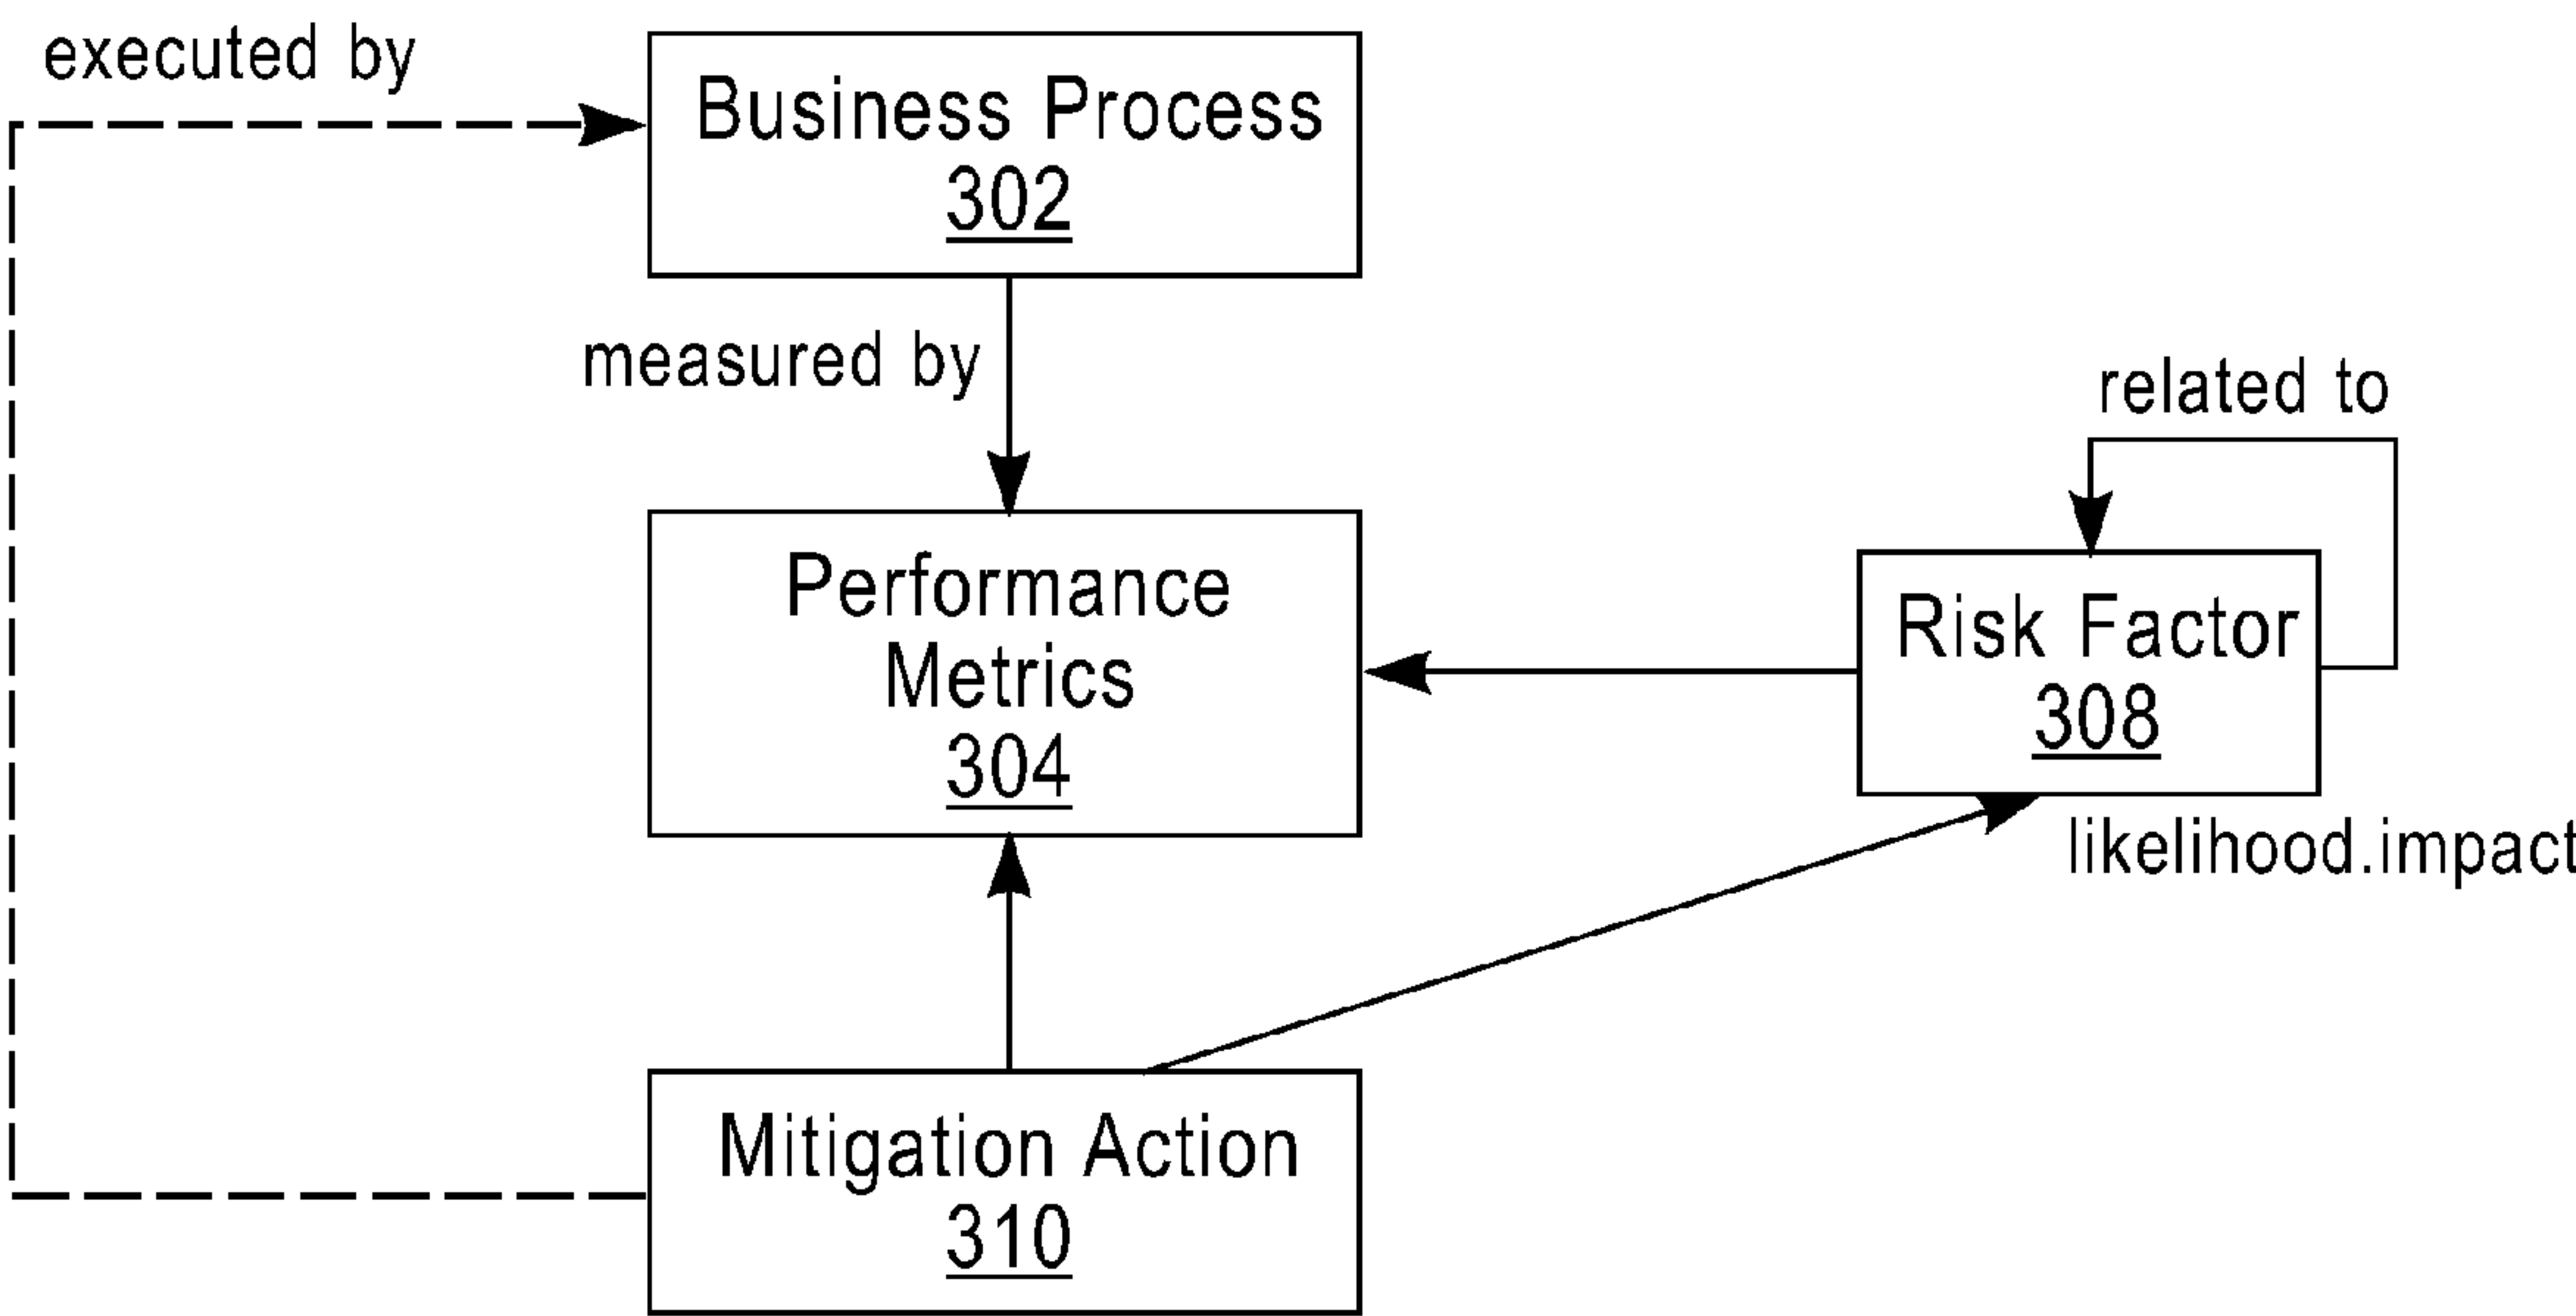 executed by
Business Process
302
measured by
related to
Performance
Metrics
304
Risk Factor
308
likelihood.impact
Mitigation Action
310